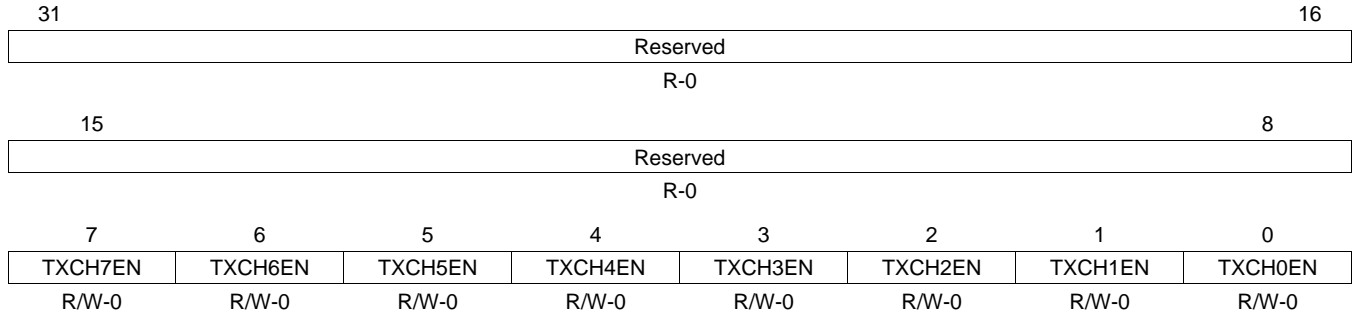 31 16
Reserved
R-0
15 8
Reserved
R-0
7 6 5 4 3 2 1 0
TXCH7EN TXCH6EN TXCH5EN TXCH4EN TXCH3EN TXCH2EN TXCH1EN TXCH0EN
R/W-0 R/W-0 R/W-0 R/W-0 R/W-0 R/W-0 R/W-0 R/W-0